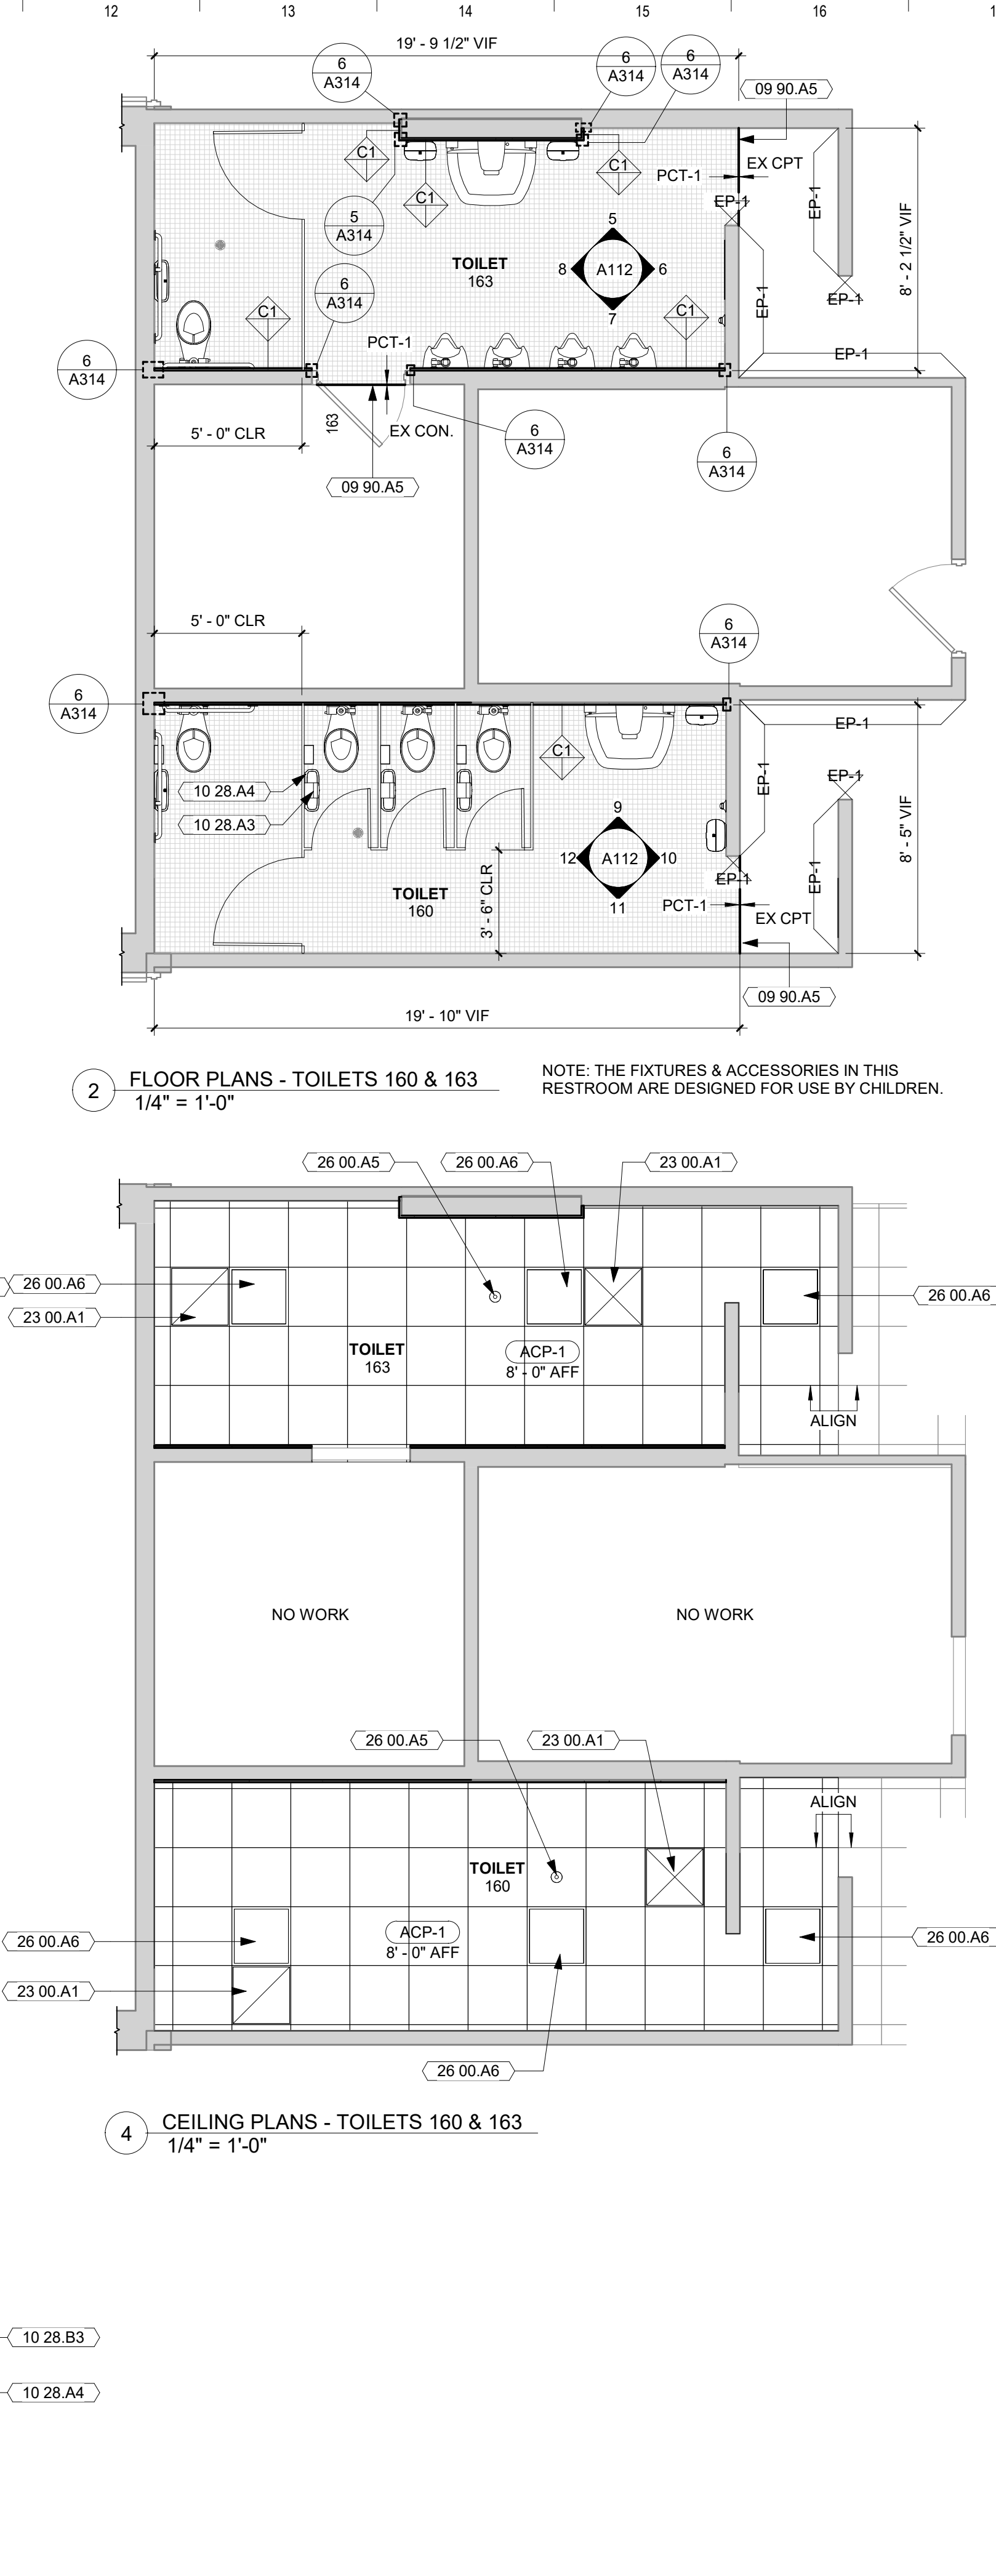 12 13 14 15 16 1
19' - 9 1/2" VIF
6
A314
6
A314
6
A314
09 90.A5
C1
C1
C1
EX CPT
PCT-1
EP-1
EP-1
5
A314
5
8 A112 6
7
TOILET
163
8' - 2 1/2" VIF
6
A314
C1
C1
EP-1
EP-1
PCT-1
EP-1
6
A314
5' - 0" CLR
163
EX CON.
6
A314
6
A314
09 90.A5
5' - 0" CLR
6
A314
6
A314
EP-1
C1
EP-1
EP-1
10 28.A4
10 28.A3
9
12 A112 10
11
8' - 5" VIF
EP-1
EP-1
TOILET
160
3' - 6" CLR
PCT-1
EX CPT
09 90.A5
19' - 10" VIF
2
FLOOR PLANS - TOILETS 160 & 163
1/4" = 1'-0"
NOTE: THE FIXTURES & ACCESSORIES IN THIS
RESTROOM ARE DESIGNED FOR USE BY CHILDREN.
26 00.A5
26 00.A6
23 00.A1
26 00.A6
26 00.A6
23 00.A1
TOILET
163
ACP-1
8' - 0" AFF
ALIGN
NO WORK
NO WORK
26 00.A5
23 00.A1
ALIGN
TOILET
160
26 00.A6
ACP-1
8' - 0" AFF
26 00.A6
23 00.A1
26 00.A6
4
CEILING PLANS - TOILETS 160 & 163
1/4" = 1'-0"
10 28.B3
10 28.A4